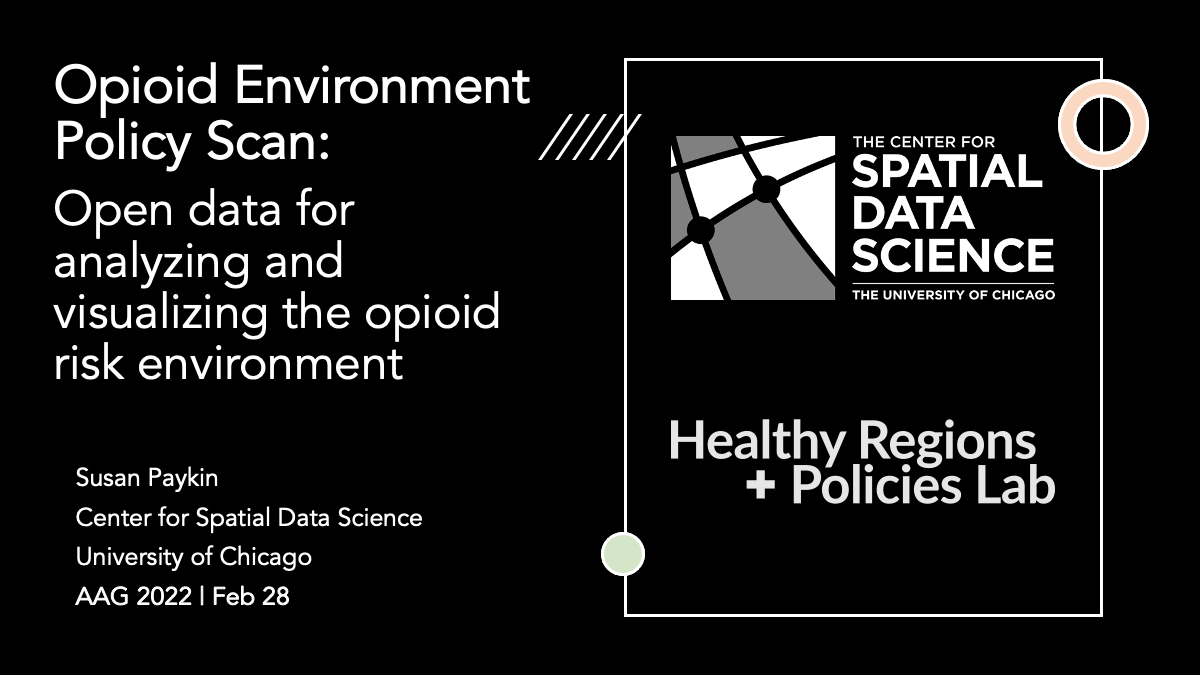 Opioid Environment
Policy Scan:
Open data for
analyzing and
visualizing the opioid
risk environment
Susan Paykin
Center for Spatial Data Science
University of Chicago
AAG 2022 | Feb 28
THE CENTER FOR
SPATIAL
DATA
SCIENCE
THE UNIVERSITY OF CHICAGO
Healthy Regions
+ Policies Lab